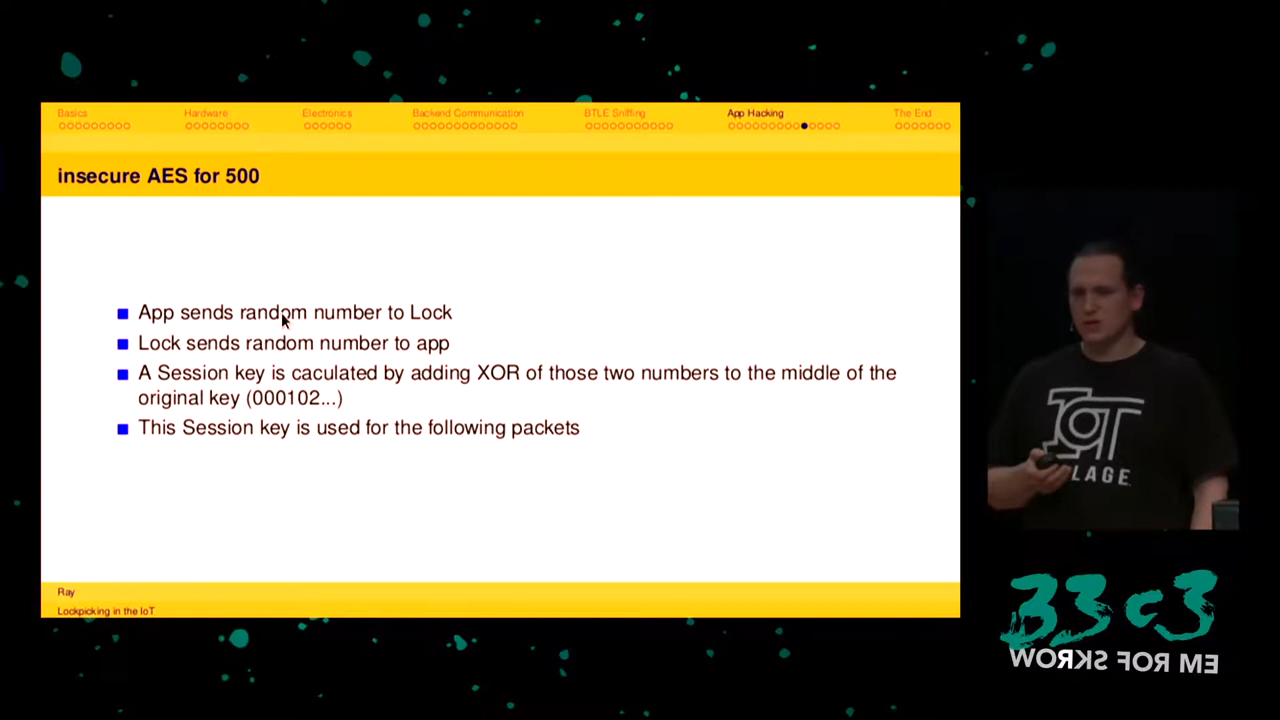 Basics Hardware Electronics Backend Communication BTLE Sniffing App Hacking The End
insecure AES for 500
App sends random number to Lock
Lock sends random number to app
A Session key is caculated by adding XOR of those two numbers to the middle of the
original key (000102...)
This Session key is used for the following packets
Ray
Lockpicking in the IoT
IOT
LAGE
33c3
WORKS FOR ME